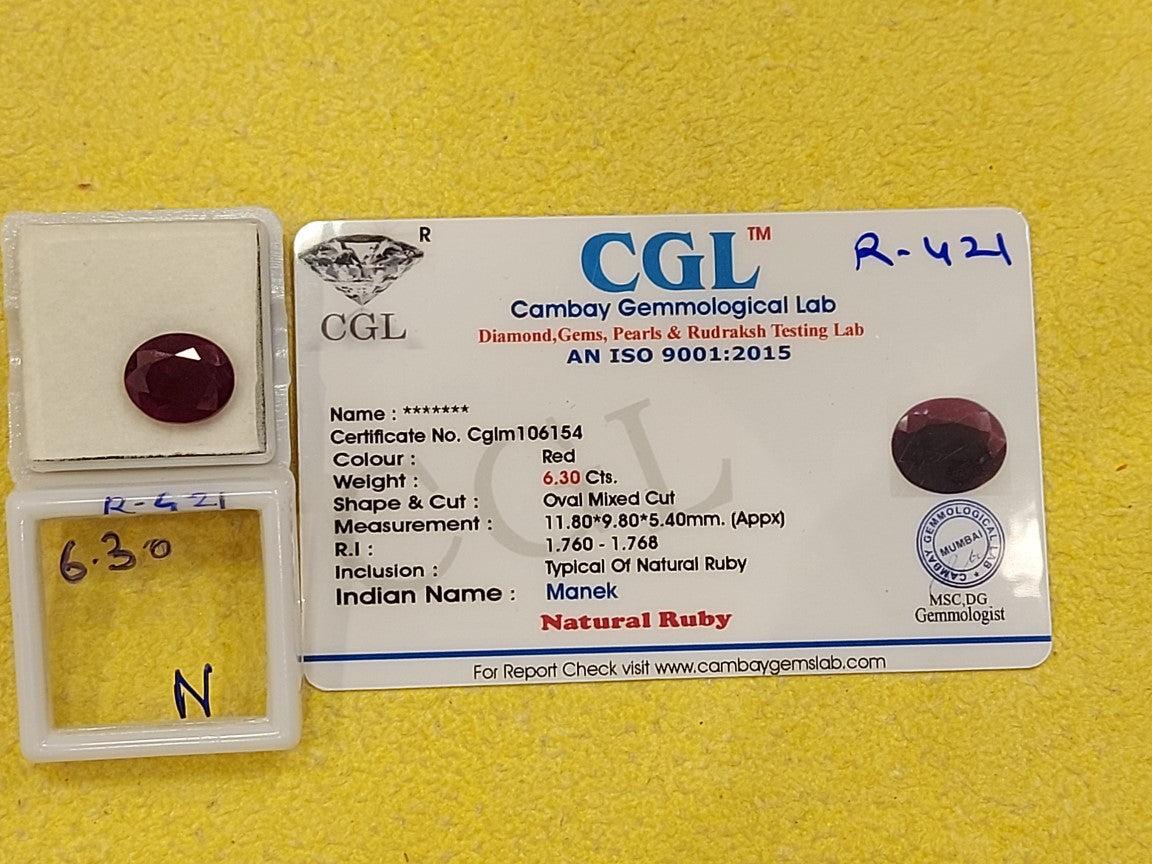 R-421
6.30
N
R
CGL
CGL™
Cambay Gemmological Lab
Diamond,Gems, Pearls & Rudraksh Testing Lab
AN ISO 9001:2015
R-421
Name : *******
Certificate No. Cglm106154
Colour : Red
Weight : 6.30 Cts.
Shape & Cut : Oval Mixed Cut
Measurement : 11.80*9.80*5.40mm. (Appx)
R.I : 1.760 - 1.768
Inclusion : Typical Of Natural Ruby
Indian Name : Manek
Natural Ruby
CGL
CAMBAY GEMMOLOGICAL LAB
MUMBAI
MSC,DG
Gemmologist
For Report Check visit www.cambaygemslab.com